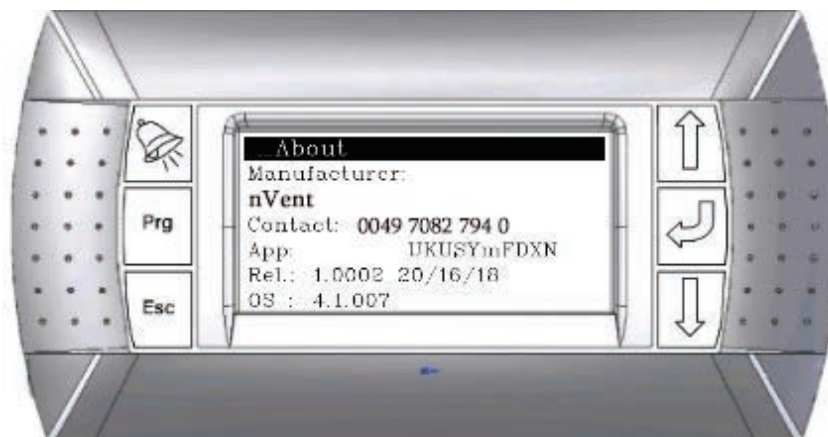 About
Manufacturer:
nVent
Contact: 0049 7082 794 0
App: UKUSYmFDXN
Rel.: 1.0002 20/16/18
OS : 4.1.007
Prg
Esc